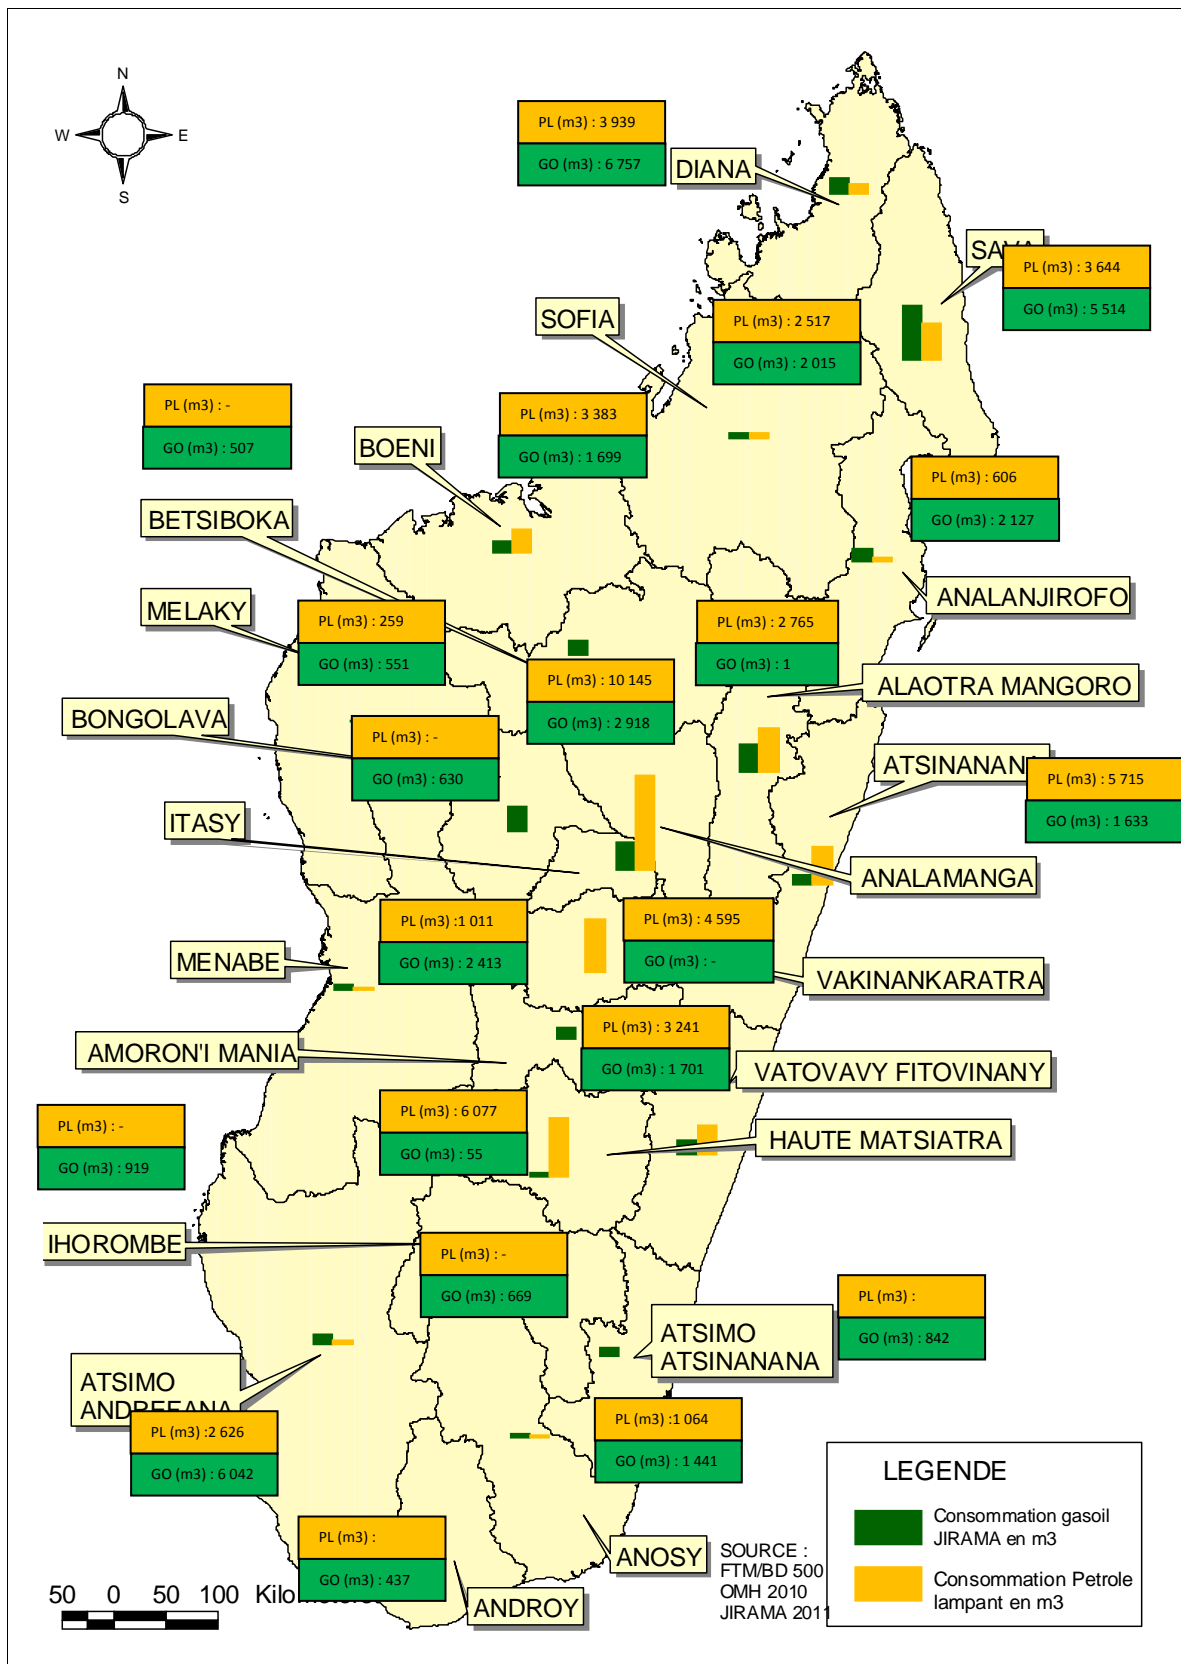 N
W E
S
PL (m3) : 3 939
GO (m3) : 6 757
DIANA
PL (m3) : 3 644
GO (m3) : 5 514
SOFIA
PL (m3) : 2 517
GO (m3) : 2 015
PL (m3) : -
GO (m3) : 507
PL (m3) : 3 383
GO (m3) : 1 699
BOENI
PL (m3) : 606
GO (m3) : 2 127
BETSIBOKA
ANALANJIROFO
MELAKY
PL (m3) : 259
GO (m3) : 551
PL (m3) : 2 765
GO (m3) : 1
PL (m3) : 10 145
GO (m3) : 2 918
ALAOTRA MANGORO
BONGOLAVA
PL (m3) : -
GO (m3) : 630
ATSINANANA
PL (m3) : 5 715
GO (m3) : 1 633
ITASY
ANALAMANGA
PL (m3) :1 011
GO (m3) : 2 413
PL (m3) : 4 595
GO (m3) : -
MENABE
VAKINANKARATRA
PL (m3) : 3 241
GO (m3) : 1 701
AMORON'I MANIA
VATOVAVY FITOVINANY
PL (m3) : 6 077
GO (m3) : 55
PL (m3) : -
GO (m3) : 919
HAUTE MATSIATRA
IHOROMBE
PL (m3) : -
GO (m3) : 669
PL (m3) :
GO (m3) : 842
ATSIMO
ATSINANANA
ATSIMO
ANDREFANA
PL (m3) :2 626
GO (m3) : 6 042
PL (m3) :1 064
GO (m3) : 1 441
PL (m3) :
GO (m3) : 437
ANOSY
ANDROY
50 0 50 100
SOURCE :
FTM/BD 500
OMH 2010
JIRAMA 2011
LEGENDE
Consommation gasoil
JIRAMA en m3
Consommation Petrole
lampant en m3